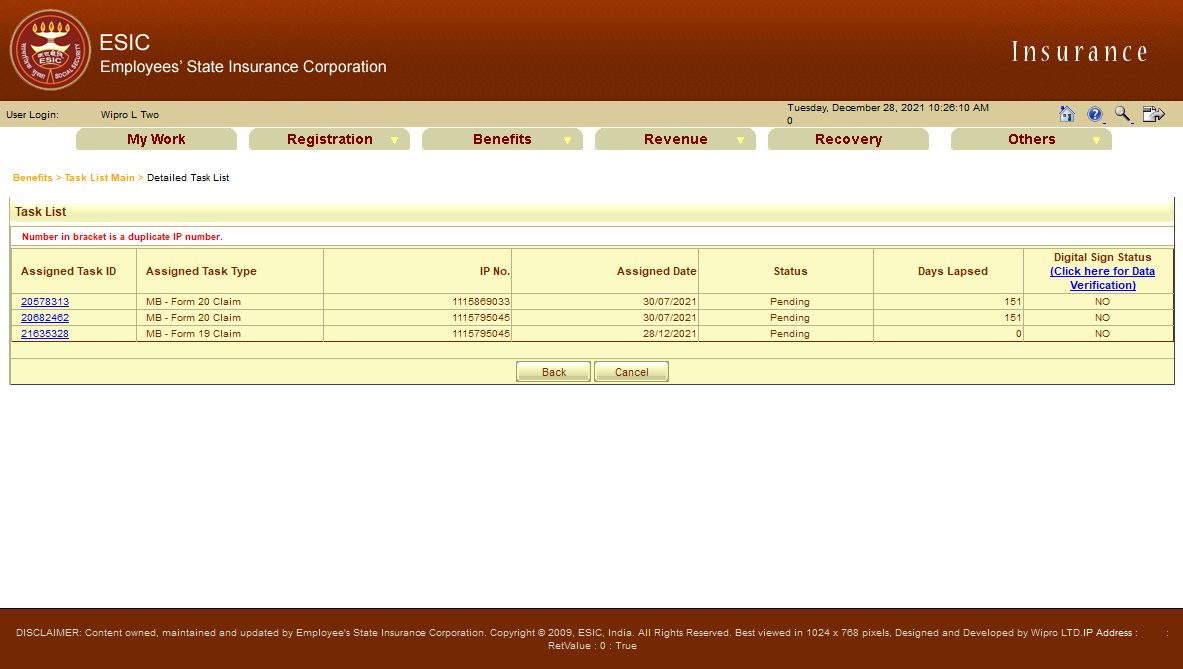 ESIC
Employees' State Insurance Corporation
Insurance
ESIC
SOCIAL SECURITY
User Login: Wipro L Two
Tuesday, December 28, 2021 10:26:10 AM
0
My Work Registration Benefits Revenue Recovery Others
Benefits > Task List Main > Detailed Task List
Task List
Number in bracket is a duplicate IP number.
Assigned Task ID Assigned Task Type IP No. Assigned Date Status Days Lapsed Digital Sign Status
(Click here for Data
Verification)
20578313 MB - Form 20 Claim 1115869033 30/07/2021 Pending 151 NO
20682462 MB - Form 20 Claim 1115795045 30/07/2021 Pending 151 NO
21635328 MB - Form 19 Claim 1115795045 28/12/2021 Pending 0 NO
Back Cancel
DISCLAIMER: Content owned, maintained and updated by Employee's State Insurance Corporation. Copyright © 2009, ESIC, India. All Rights Reserved. Best viewed in 1024 x 768 pixels, Designed and Developed by Wipro LTD.IP Address : :
RetValue : 0 : True